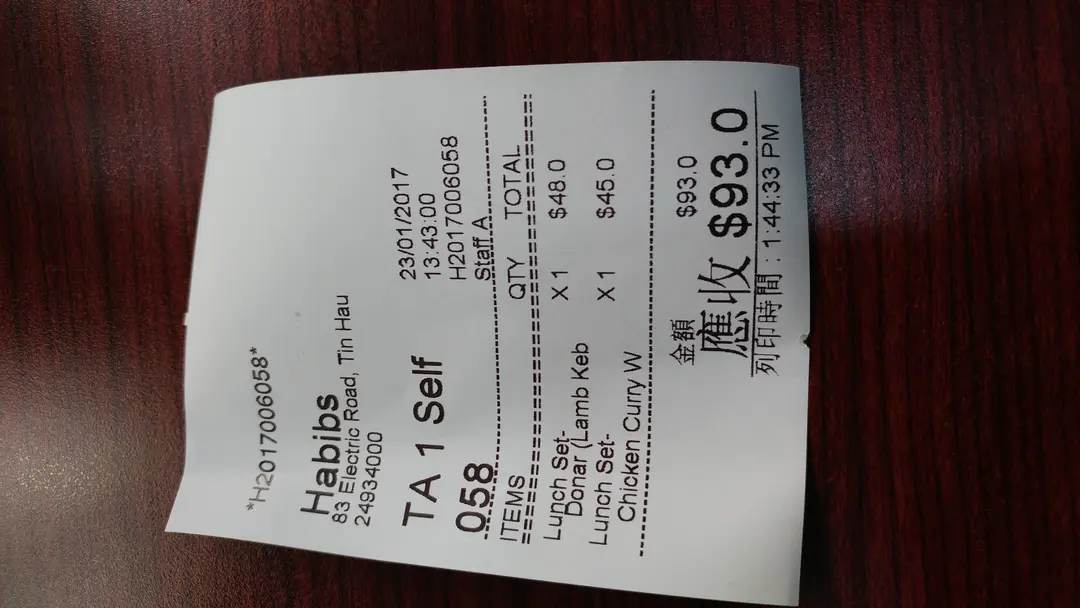 *H2017006058*
Habibs
83 Electric Road, Tin Hau
24934000
23/01/2017
TA 1 Self 13:43:00
H2017006058
058 Staff A
ITEMS QTY TOTAL
Lunch Set- X 1 $48.0
Donar (Lamb Keb
Lunch Set- X 1 $45.0
Chicken Curry W
金額 $93.0
應收 $93.0
列印時間 : 1:44:33 PM